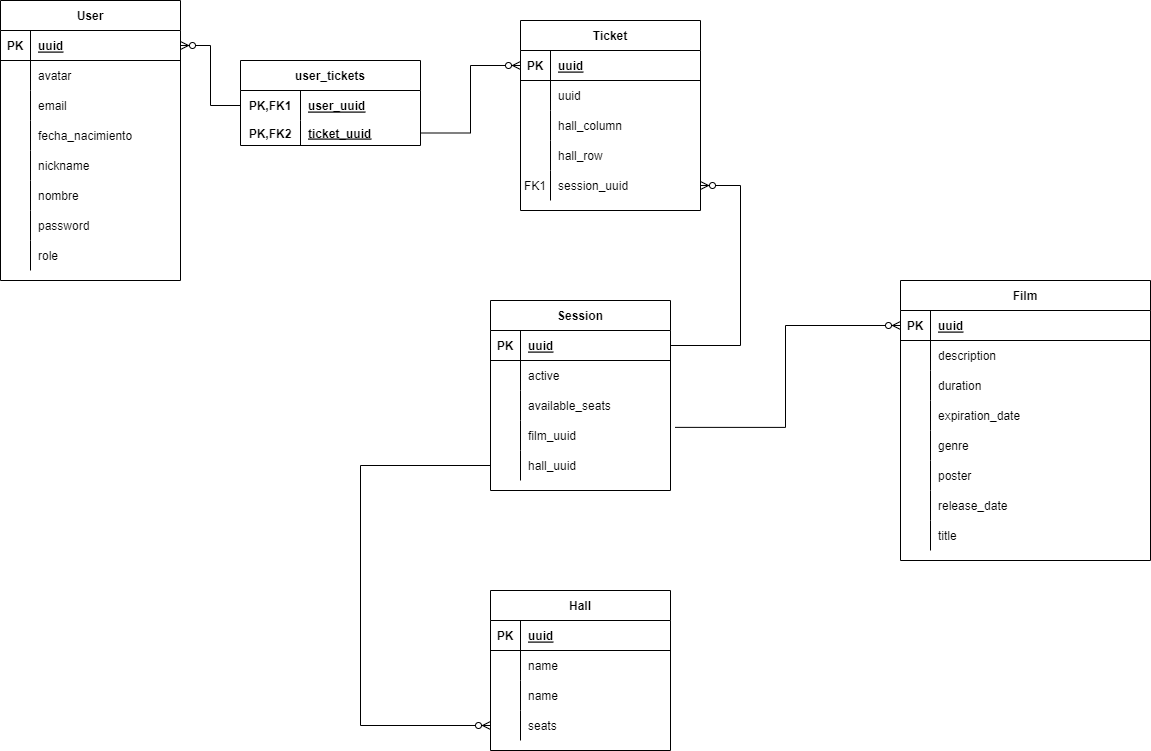 User
PK uuid
avatar
email
fecha_nacimiento
nickname
nombre
password
role
user_tickets
PK,FK1 user_uuid
PK,FK2 ticket_uuid
Ticket
PK uuid
uuid
hall_column
hall_row
FK1 session_uuid
Session
PK uuid
active
available_seats
film_uuid
hall_uuid
Film
PK uuid
description
duration
expiration_date
genre
poster
release_date
title
Hall
PK uuid
name
name
seats